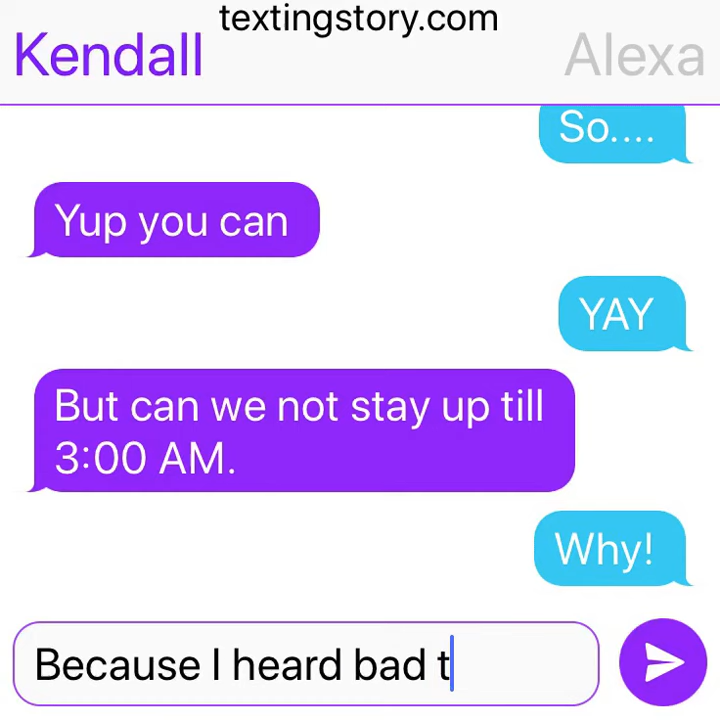 textingstory.com
Kendall
Alexa
So....
Yup you can
YAY
But can we not stay up till
3:00 AM.
Why!
Because I heard bad t